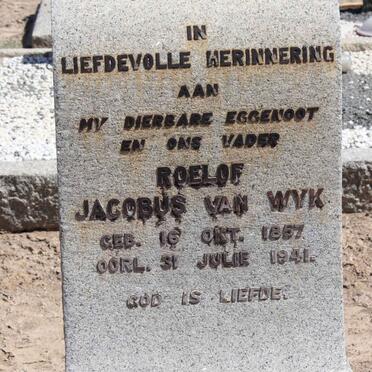 IN
LIEFDEVOLLE HERINNERING
AAN
MY DIERBARE EGGENOOT
EN ONS VADER
ROELOF
JACOBUS VAN WYK
GEB. 16 OKT. 1857
OORL. 31 JULIE 1941.
GOD IS LIEFDE.